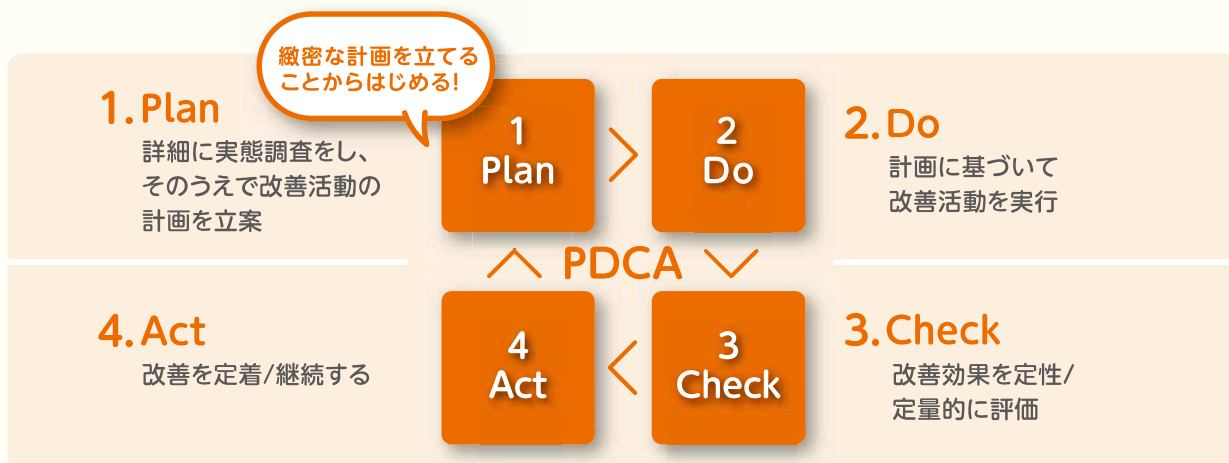 緻密な計画を立てる
ことからはじめる!
1.Plan
詳細に実態調査をし、
そのうえで改善活動の
計画を立案
1
Plan
2
Do
2.Do
計画に基づいて
改善活動を実行
PDCA
4.Act
改善を定着/継続する
4
Act
3
Check
3.Check
改善効果を定性/
定量的に評価